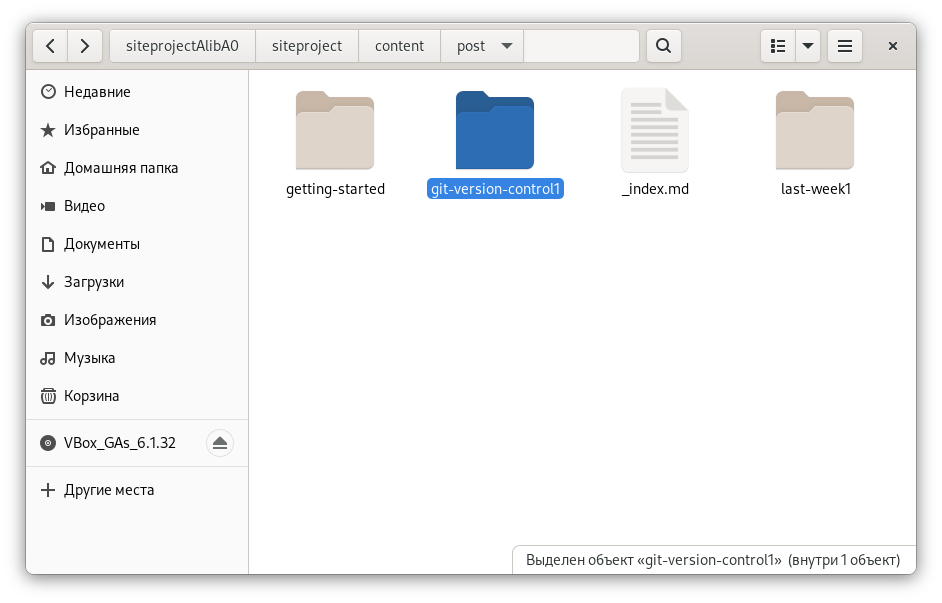 siteprojectAlibA0 siteproject content post
Недавние
Избранные
Домашняя папка
Видео
Документы
Загрузки
Изображения
Музыка
Корзина
VBox_GAs_6.1.32
Другие места
getting-started git-version-control1 _index.md last-week1
Выделен объект «git-version-control1» (внутри 1 объект)